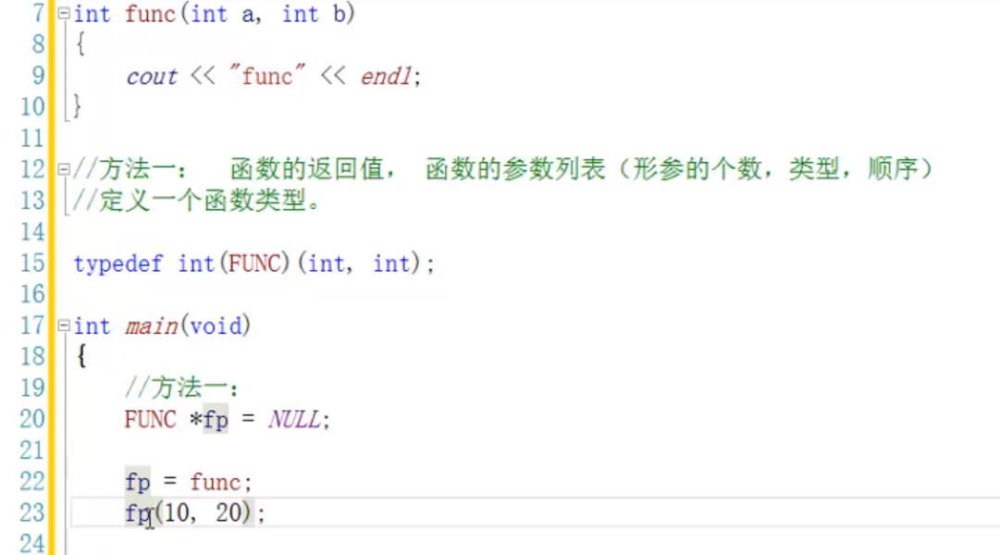 7 int func(int a, int b)
8 {
9 cout << "func" << endl;
10 }
11
12 //方法一： 函数的返回值， 函数的参数列表（形参的个数，类型，顺序）
13 //定义一个函数类型。
14
15 typedef int(FUNC)(int, int);
16
17 int main(void)
18 {
19 //方法一：
20 FUNC *fp = NULL;
21
22 fp = func;
23 fp(10, 20);
24